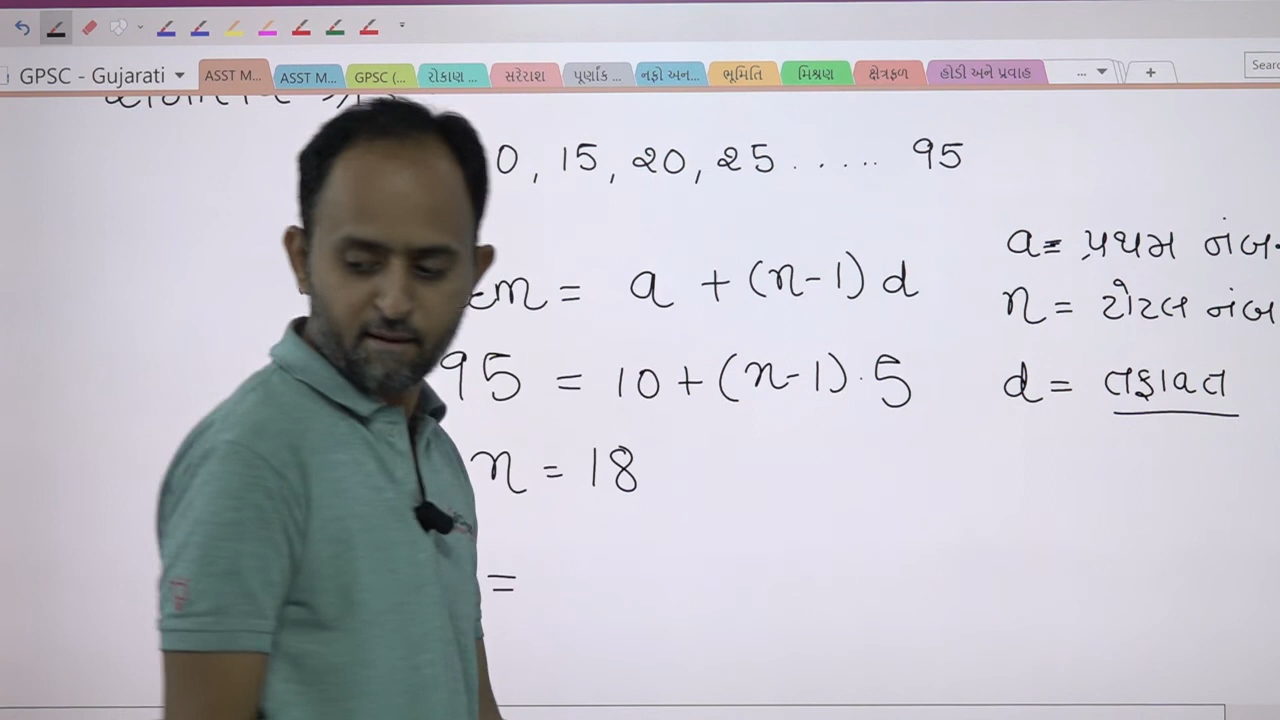 GPSC - Gujarati ASST M... ASST M... GPSC (... રોકાણ ... સરેરાશ પૂર્ણાંક ... નફો અન... ભૂમિતિ મિશ્રણ ક્ષેત્રફળ હોડી અને પ્રવાહ ... + Searc
0, 15, 20, 25 ..... 95
a = પ્રથમ નંબ.
m = a + (n-1) d
n = ટોટલ નંબ
95 = 10 + (n-1) . 5
d = તફાવત
n = 18
=